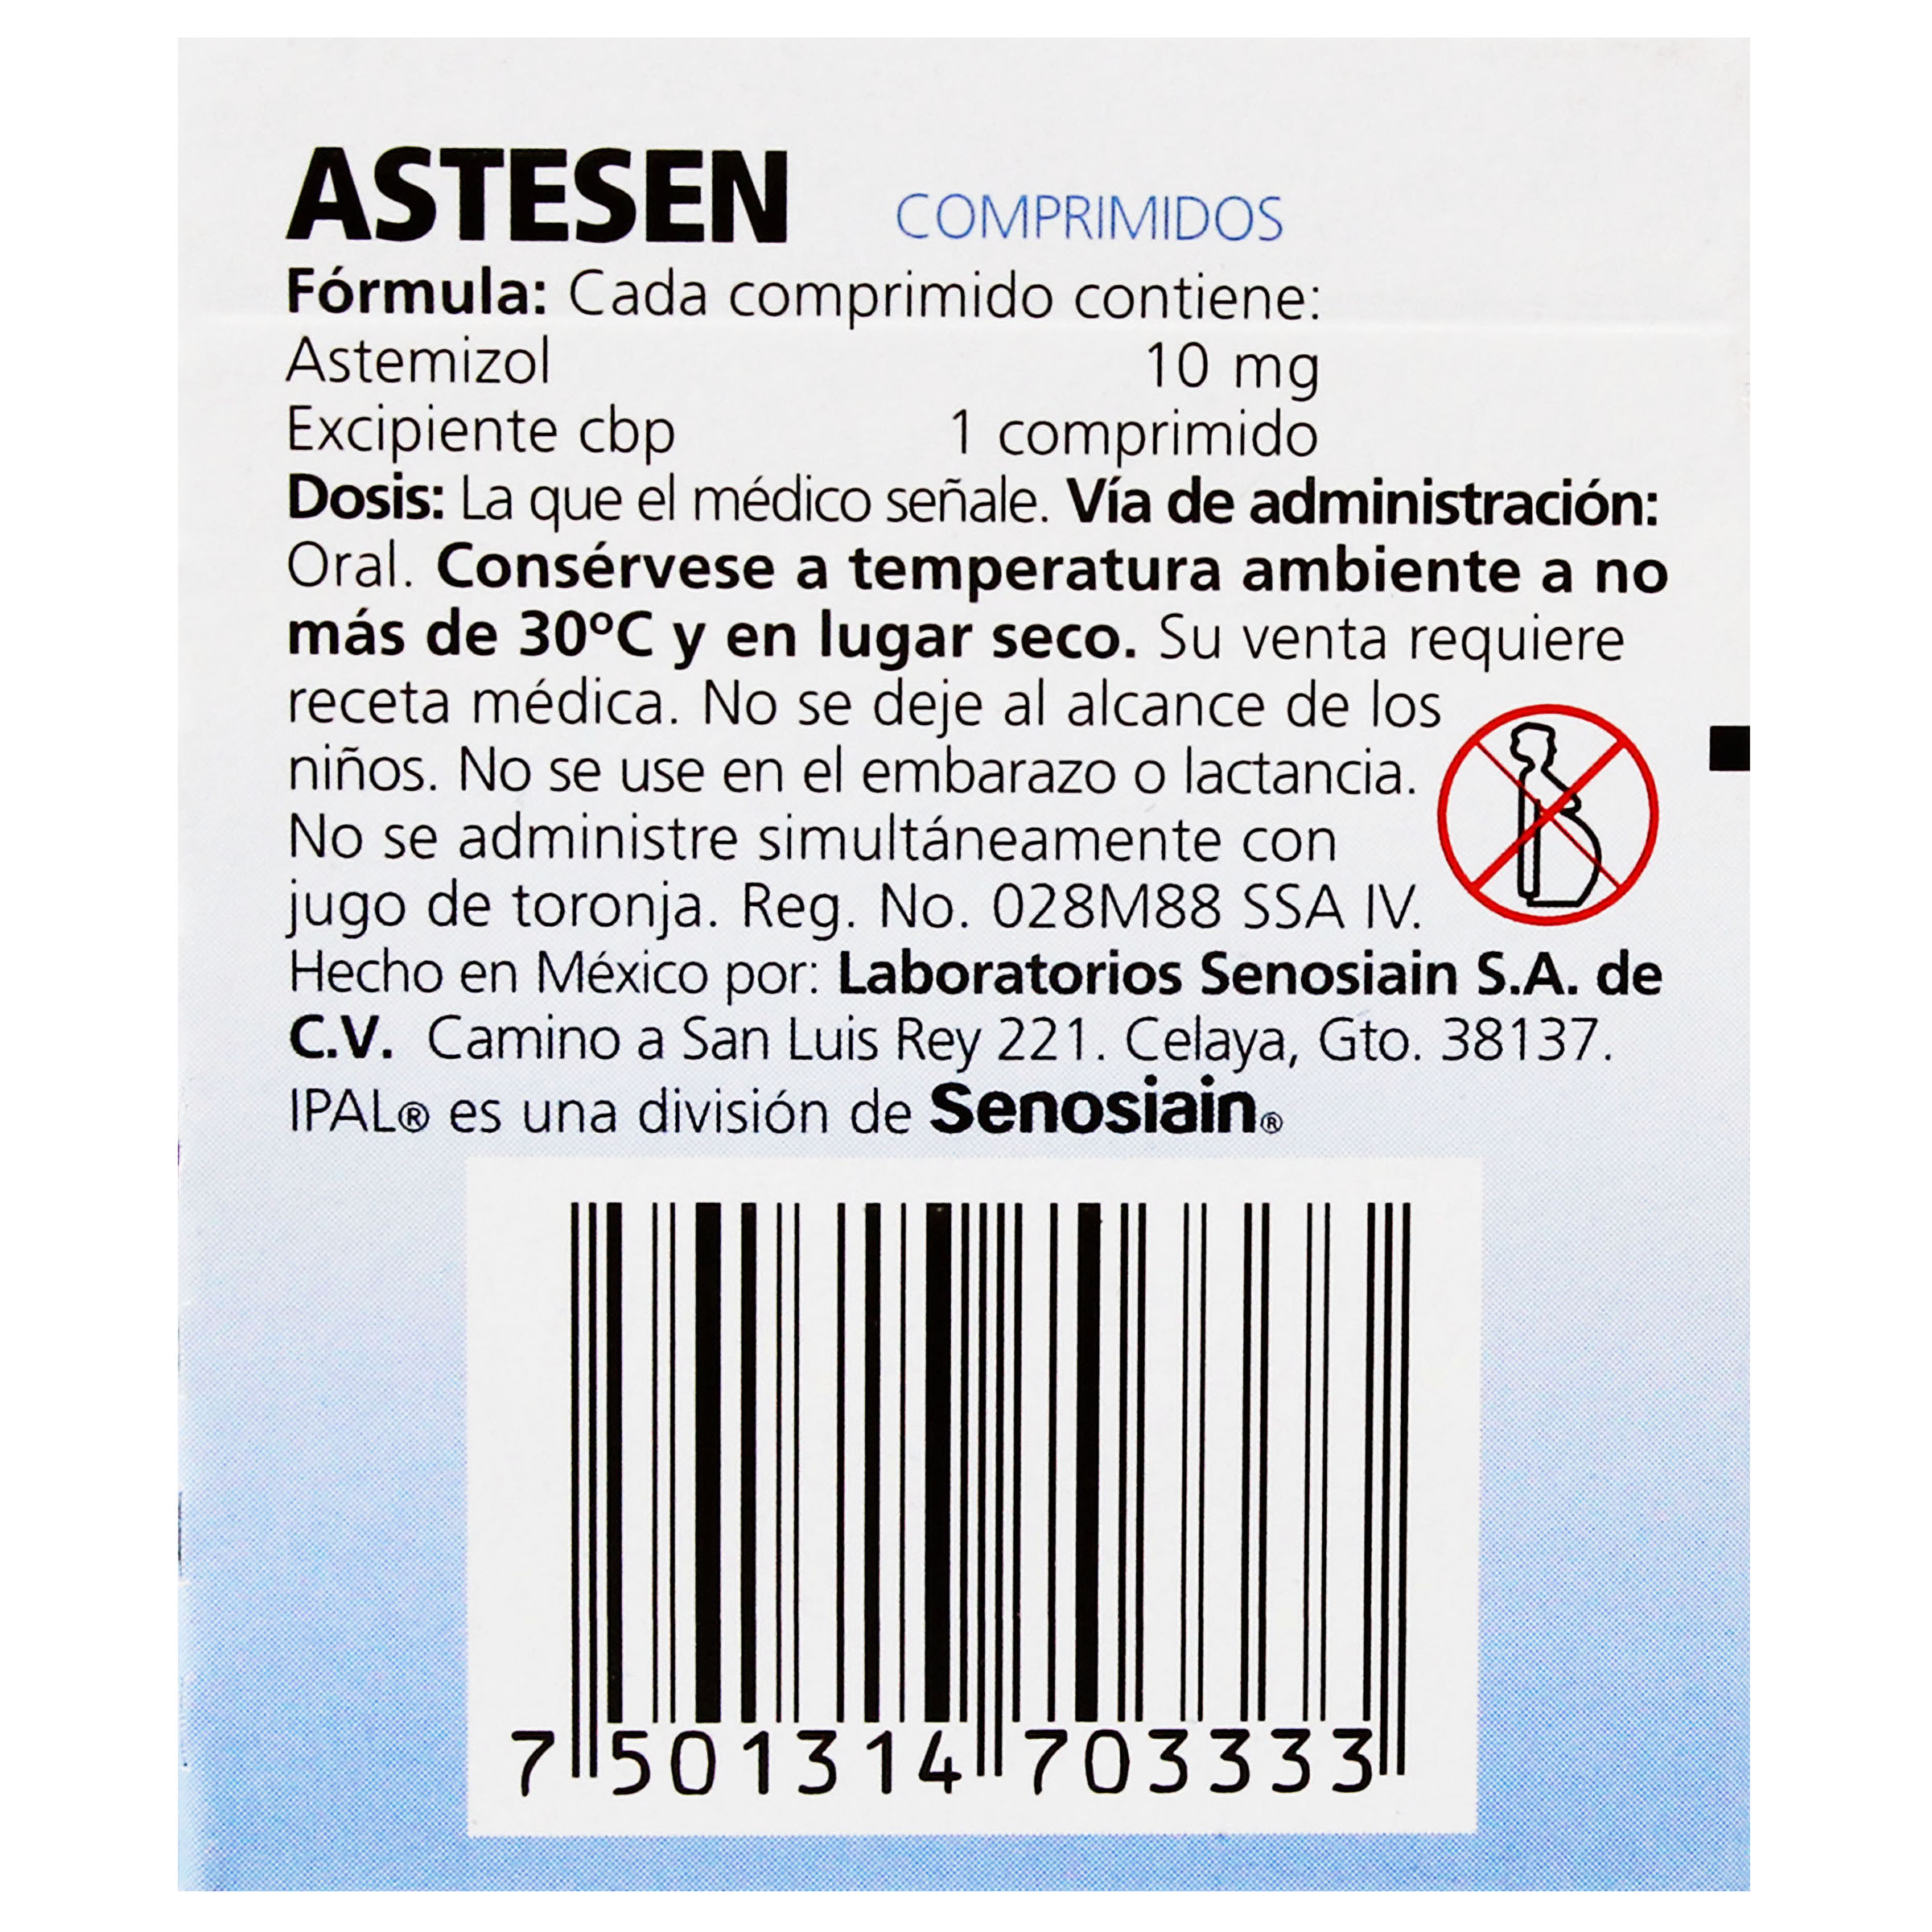 ASTESEN COMPRIMIDOS
Fórmula: Cada comprimido contiene:
Astemizol 10 mg
Excipiente cbp 1 comprimido
Dosis: La que el médico señale. Vía de administración:
Oral. Consérvese a temperatura ambiente a no
más de 30ºC y en lugar seco. Su venta requiere
receta médica. No se deje al alcance de los
niños. No se use en el embarazo o lactancia.
No se administre simultáneamente con
jugo de toronja. Reg. No. 028M88 SSA IV.
Hecho en México por: Laboratorios Senosiain S.A. de
C.V. Camino a San Luis Rey 221. Celaya, Gto. 38137.
IPAL® es una división de Senosiain®
7 501314 703333